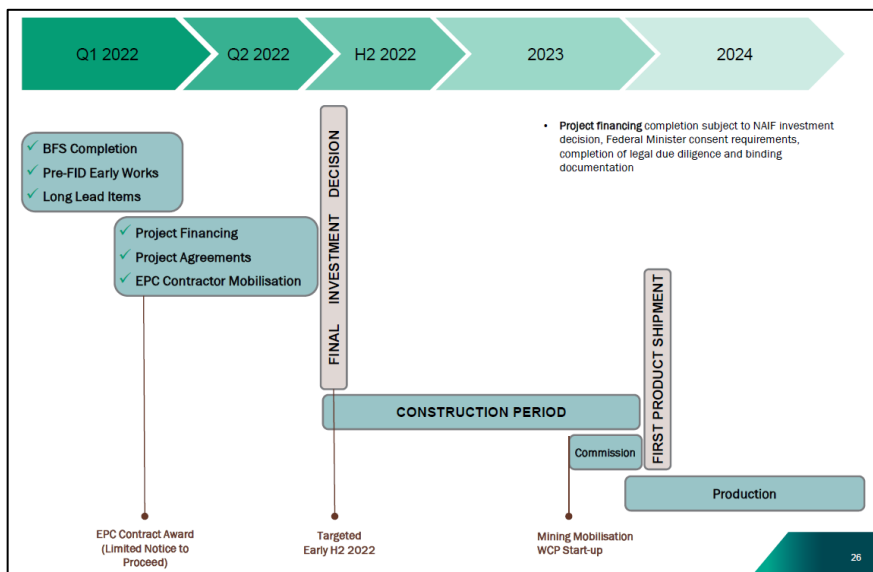 Q1 2022
Q2 2022
H2 2022
2023
2024
✓ BFS Completion
✓ Pre-FID Early Works
✓ Long Lead Items
• Project financing completion subject to NAIF investment
decision, Federal Minister consent requirements,
completion of legal due diligence and binding
documentation
✓ Project Financing
✓ Project Agreements
✓ EPC Contractor Mobilisation
FINAL INVESTMENT DECISION
FIRST PRODUCT SHIPMENT
CONSTRUCTION PERIOD
Commission
Production
EPC Contract Award
(Limited Notice to
Proceed)
Targeted
Early H2 2022
Mining Mobilisation
WCP Start-up
26